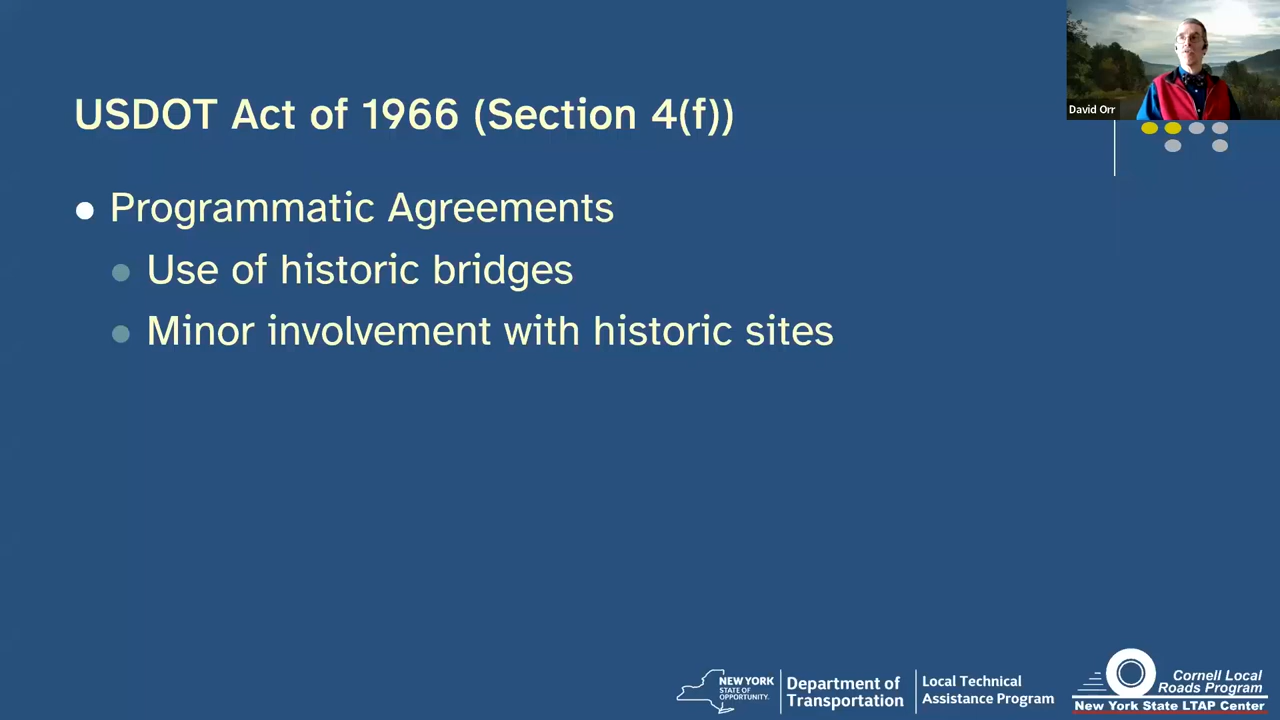 David Orr
USDOT Act of 1966 (Section 4(f))
Programmatic Agreements
Use of historic bridges
Minor involvement with historic sites
NEW YORK
STATE OF
OPPORTUNITY.
Department of
Transportation
Local Technical
Assistance Program
Cornell Local
Roads Program
New York State LTAP Center